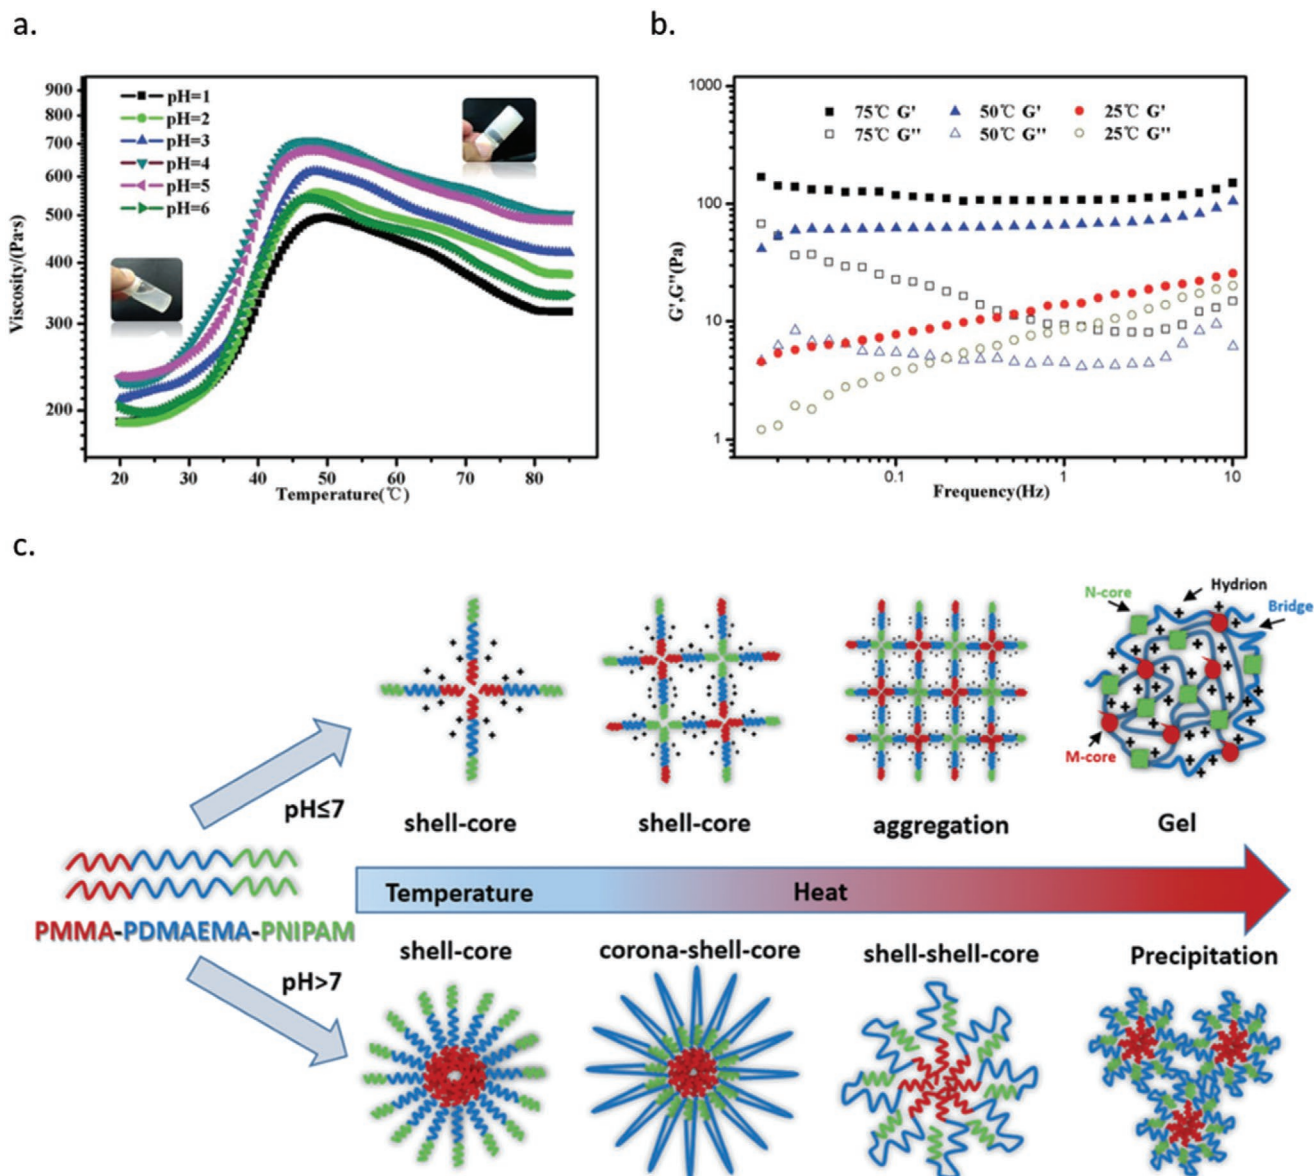 a.
900
800
700
600
500
400
300
200
Viscosity/(Pa·s)
pH=1
pH=2
pH=3
pH=4
pH=5
pH=6
20 30 40 50 60 70 80
Temperature(℃)
b.
1000
100
10
1
G',G"(Pa)
75℃ G' 50℃ G' 25℃ G'
75℃ G" 50℃ G" 25℃ G"
0.1 1 10
Frequency(Hz)
c.
N-core
Hydrion
Bridge
M-core
pH≤7
shell-core shell-core aggregation Gel
Temperature Heat
PMMA-PDMAEMA-PNIPAM
pH>7
shell-core corona-shell-core shell-shell-core Precipitation